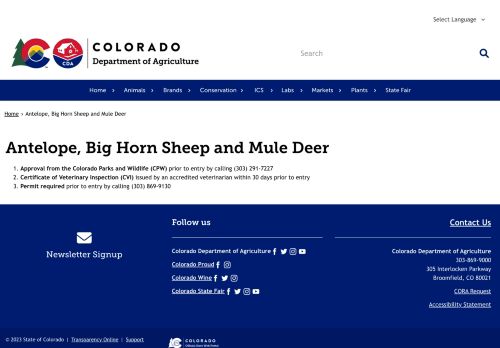 Select Language
CDA
COLORADO
Department of Agriculture
Search
Home > Animals > Brands > Conservation > ICS > Labs > Markets > Plants > State Fair
Home > Antelope, Big Horn Sheep and Mule Deer
Antelope, Big Horn Sheep and Mule Deer
1. Approval from the Colorado Parks and Wildlife (CPW) prior to entry by calling (303) 291-7227
2. Certificate of Veterinary Inspection (CVI) issued by an accredited veterinarian within 30 days prior to entry
3. Permit required prior to entry by calling (303) 869-9130
Newsletter Signup
Follow us
Colorado Department of Agriculture
Colorado Proud
Colorado Wine
Colorado State Fair
Contact Us
Colorado Department of Agriculture
303-869-9000
305 Interlocken Parkway
Broomfield, CO 80021
CORA Request
Accessibility Statement
© 2023 State of Colorado | Transparency Online | Support
COLORADO
Official State Web Portal